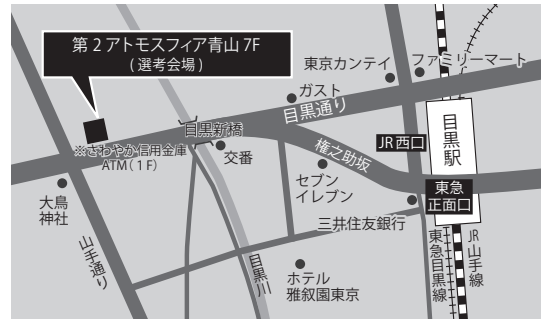 第2アトモスフィア青山 7F
(選考会場)
東京カンテイ
ファミリーマート
ガスト
目黒通り
目黒新橋
※さわやか信用金庫
ATM(1F)
交番
権之助坂
JR西口
目黒駅
セブン
イレブン
東急
正面口
大鳥
神社
三井住友銀行
山手通り
目黒川
ホテル
雅叙園東京
東急目黒線
JR山手線